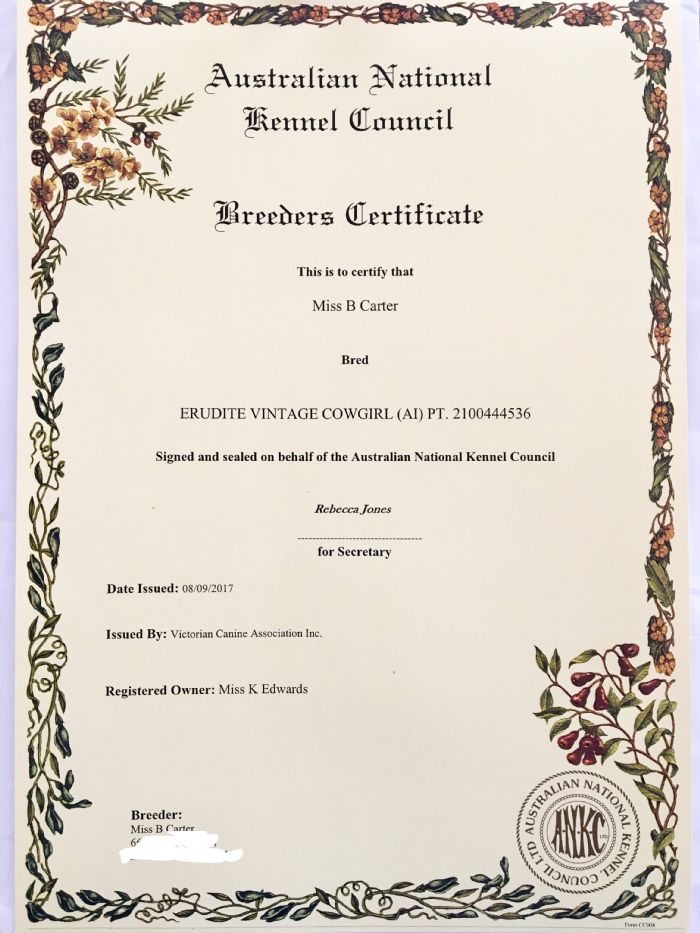 Australian National
Kennel Council
Breeders Certificate
This is to certify that
Miss B Carter
Bred
ERUDITE VINTAGE COWGIRL (AI) PT. 2100444536
Signed and sealed on behalf of the Australian National Kennel Council
Rebecca Jones
for Secretary
Date Issued: 08/09/2017
Issued By: Victorian Canine Association Inc.
Registered Owner: Miss K Edwards
Breeder:
Miss B Carter
AUSTRALIAN NATIONAL KENNEL COUNCIL LTD
A·N·K·C LTD
Form CC008